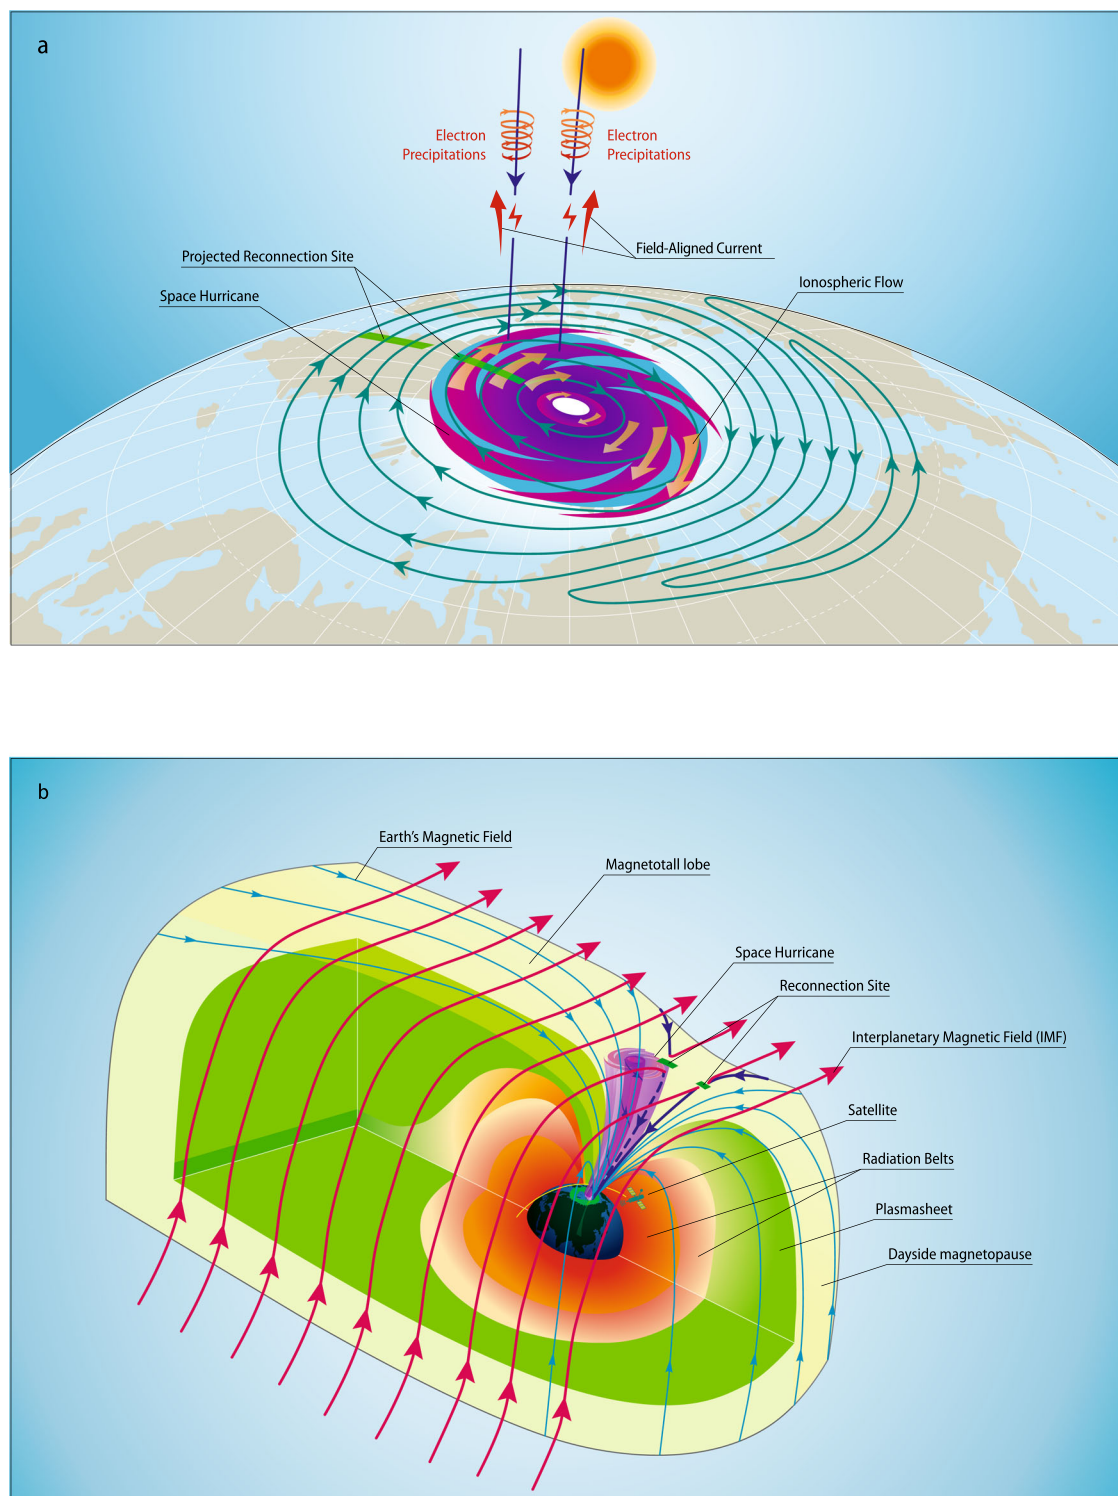 a
Electron
Precipitations
Electron
Precipitations
Field-Aligned Current
Projected Reconnection Site
Ionospheric Flow
Space Hurricane
b
Earth's Magnetic Field
Magnetotall lobe
Space Hurricane
Reconnection Site
Interplanetary Magnetic Field (IMF)
Satellite
Radiation Belts
Plasmasheet
Dayside magnetopause